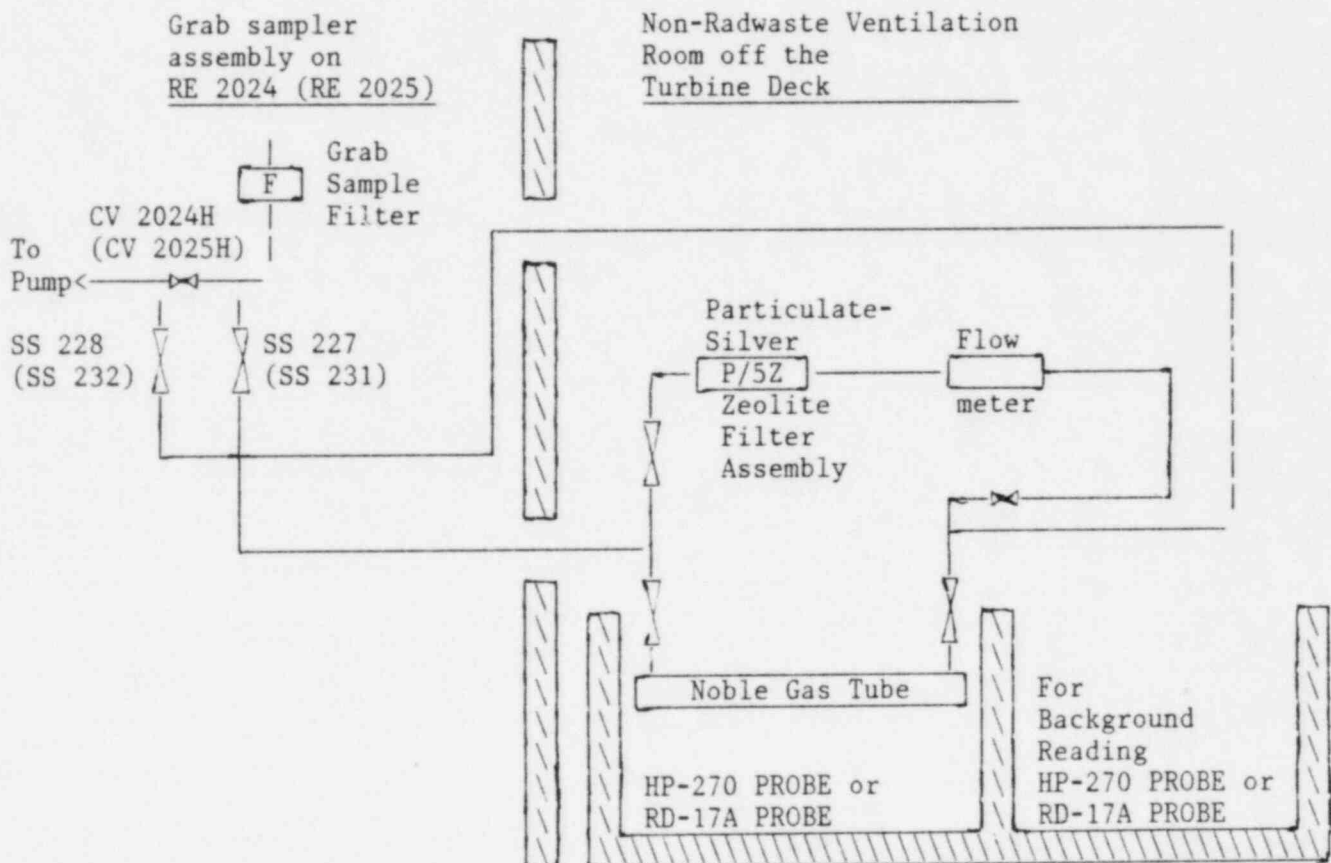 Grab sampler
assembly on
RE 2024 (RE 2025)
Non-Radwaste Ventilation
Room off the
Turbine Deck
F
Grab
Sample
Filter
CV 2024H
(CV 2025H)
To
Pump<
SS 228
(SS 232)
SS 227
(SS 231)
Particulate-
Silver
P/5Z
Zeolite
Filter
Assembly
Flow
meter
Noble Gas Tube
HP-270 PROBE or
RD-17A PROBE
For
Background
Reading
HP-270 PROBE or
RD-17A PROBE